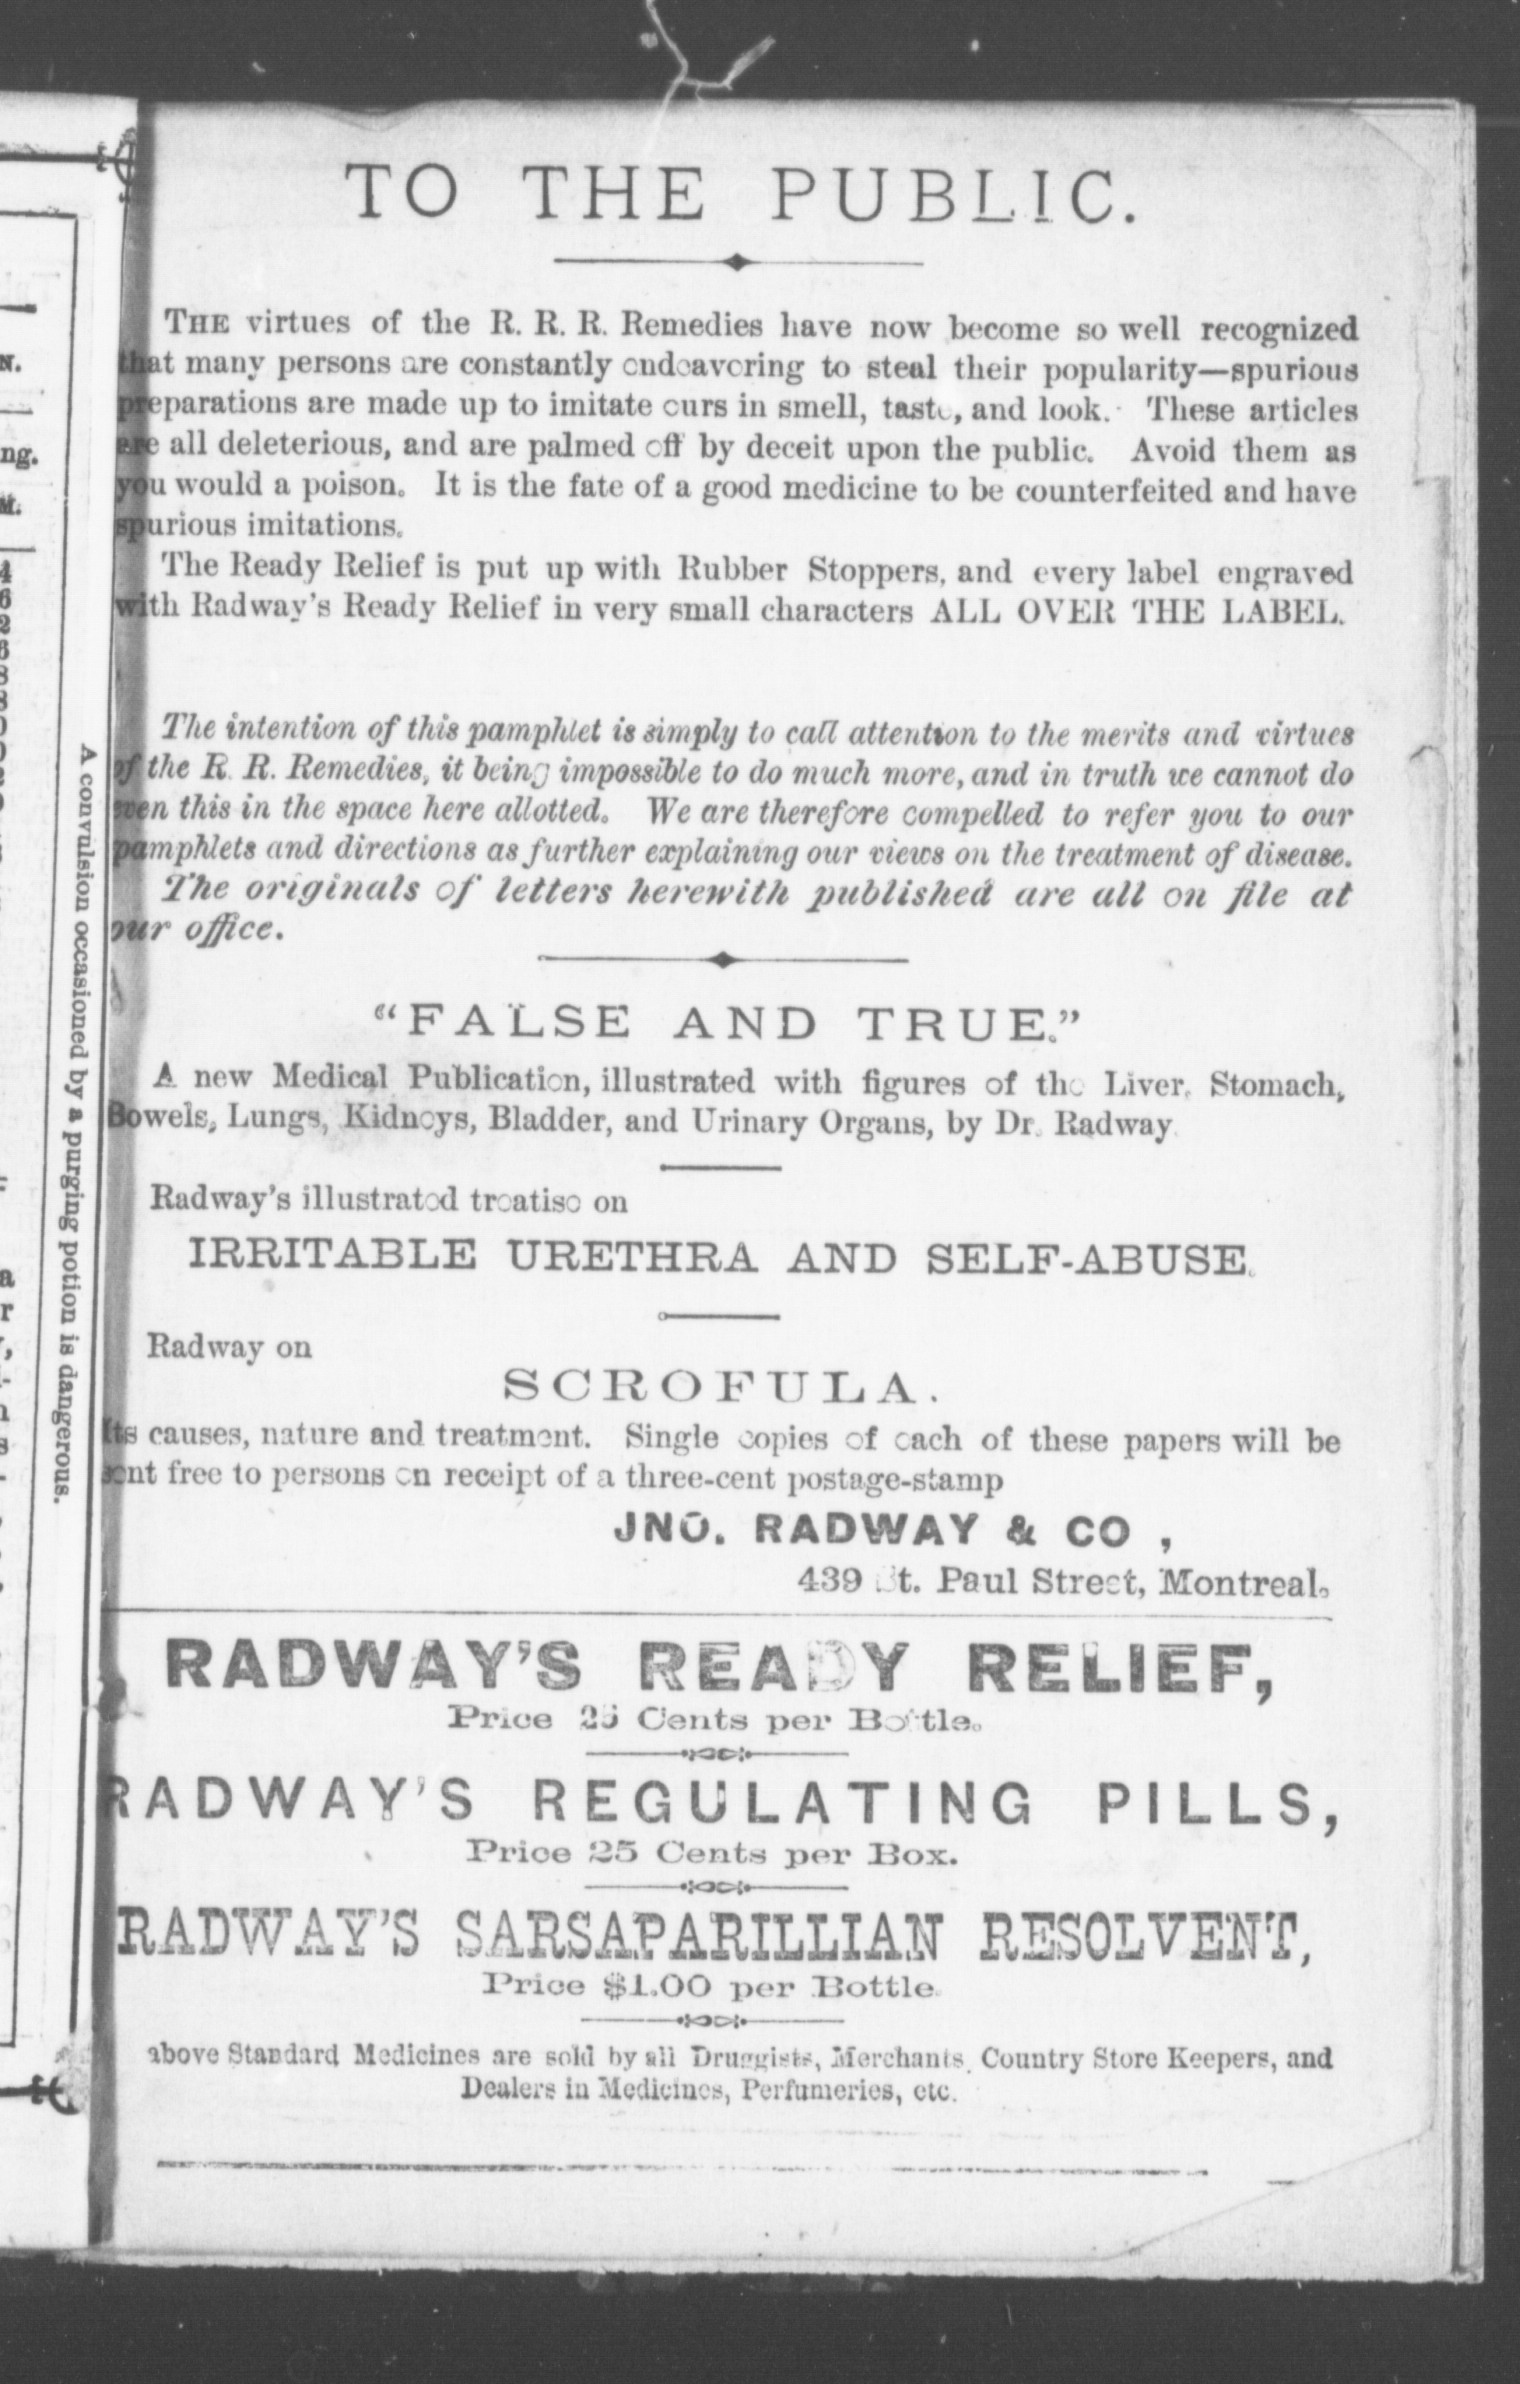 TO THE PUBLIC.
THE virtues of the R. R. R. Remedies have now become so well recognized
that many persons are constantly endeavoring to steal their popularity—spurious
preparations are made up to imitate ours in smell, taste, and look. These articles
are all deleterious, and are palmed off by deceit upon the public. Avoid them as
you would a poison. It is the fate of a good medicine to be counterfeited and have
spurious imitations.
The Ready Relief is put up with Rubber Stoppers, and every label engraved
with Radway's Ready Relief in very small characters ALL OVER THE LABEL.
The intention of this pamphlet is simply to call attention to the merits and virtues
of the R. R. Remedies, it being impossible to do much more, and in truth we cannot do
even this in the space here allotted. We are therefore compelled to refer you to our
pamphlets and directions as further explaining our views on the treatment of disease.
The originals of letters herewith published are all on file at
our office.
"FALSE AND TRUE."
A new Medical Publication, illustrated with figures of the Liver, Stomach,
Bowels, Lungs, Kidneys, Bladder, and Urinary Organs, by Dr. Radway.
Radway's illustrated treatise on
IRRITABLE URETHRA AND SELF-ABUSE.
Radway on
SCROFULA.
Its causes, nature and treatment. Single copies of each of these papers will be
sent free to persons on receipt of a three-cent postage-stamp
JNO. RADWAY & CO ,
439 St. Paul Street, Montreal.
RADWAY'S READY RELIEF,
Price 25 Cents per Bottle.
RADWAY'S REGULATING PILLS,
Price 25 Cents per Box.
RADWAY'S SARSAPARILLIAN RESOLVENT,
Price $1.00 per Bottle.
above Standard Medicines are sold by all Druggists, Merchants, Country Store Keepers, and
Dealers in Medicines, Perfumeries, etc.
A convulsion occasioned by a purging potion is dangerous.
N.
ng.
M.
4
6
2
6
8
8
a
r